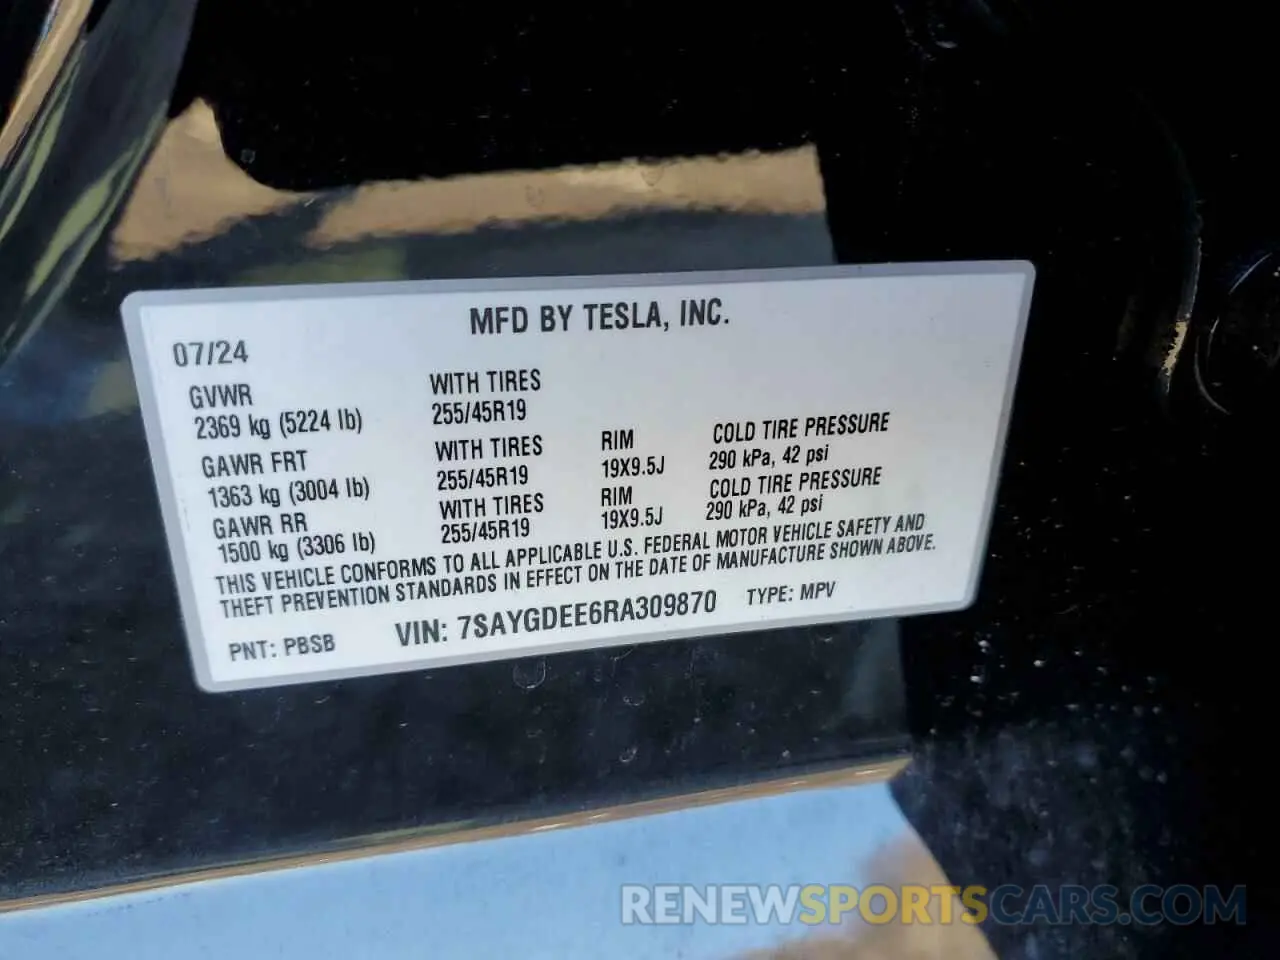 MFD BY TESLA, INC.
07/24
GVWR WITH TIRES
2369 kg (5224 lb) 255/45R19
GAWR FRT WITH TIRES RIM COLD TIRE PRESSURE
1363 kg (3004 lb) 255/45R19 19X9.5J 290 kPa, 42 psi
GAWR RR WITH TIRES RIM COLD TIRE PRESSURE
1500 kg (3306 lb) 255/45R19 19X9.5J 290 kPa, 42 psi
THIS VEHICLE CONFORMS TO ALL APPLICABLE U.S. FEDERAL MOTOR VEHICLE SAFETY AND
THEFT PREVENTION STANDARDS IN EFFECT ON THE DATE OF MANUFACTURE SHOWN ABOVE.
PNT: PBSB VIN: 7SAYGDEE6RA309870 TYPE: MPV
RENEWSPORTSCARS.COM